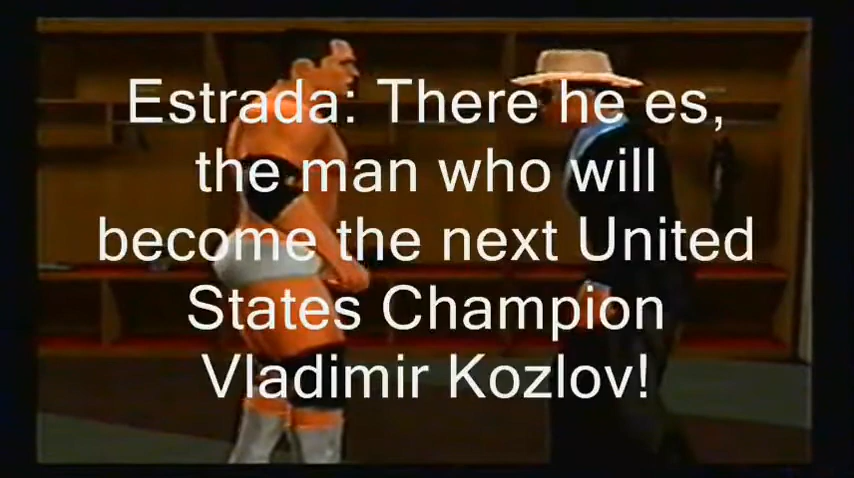 Estrada: There he es,
the man who will
become the next United
States Champion
Vladimir Kozlov!